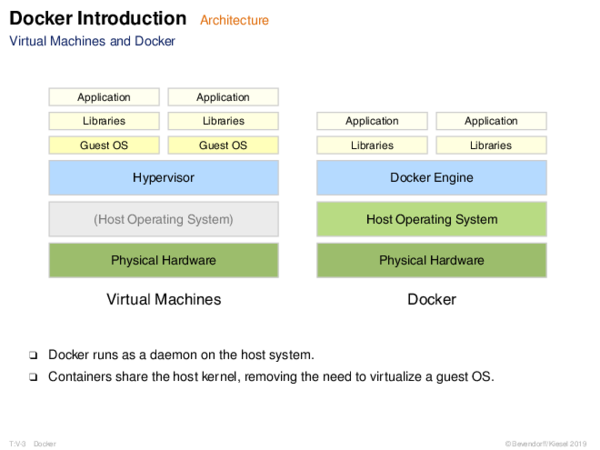 Docker Introduction Architecture
Virtual Machines and Docker
Application Application
Libraries Libraries
Guest OS Guest OS
Hypervisor
(Host Operating System)
Physical Hardware
Virtual Machines
Application Application
Libraries Libraries
Docker Engine
Host Operating System
Physical Hardware
Docker
❑ Docker runs as a daemon on the host system.
❑ Containers share the host kernel, removing the need to virtualize a guest OS.
T:V-3 Docker
© Bevendorff/Kiesel 2019